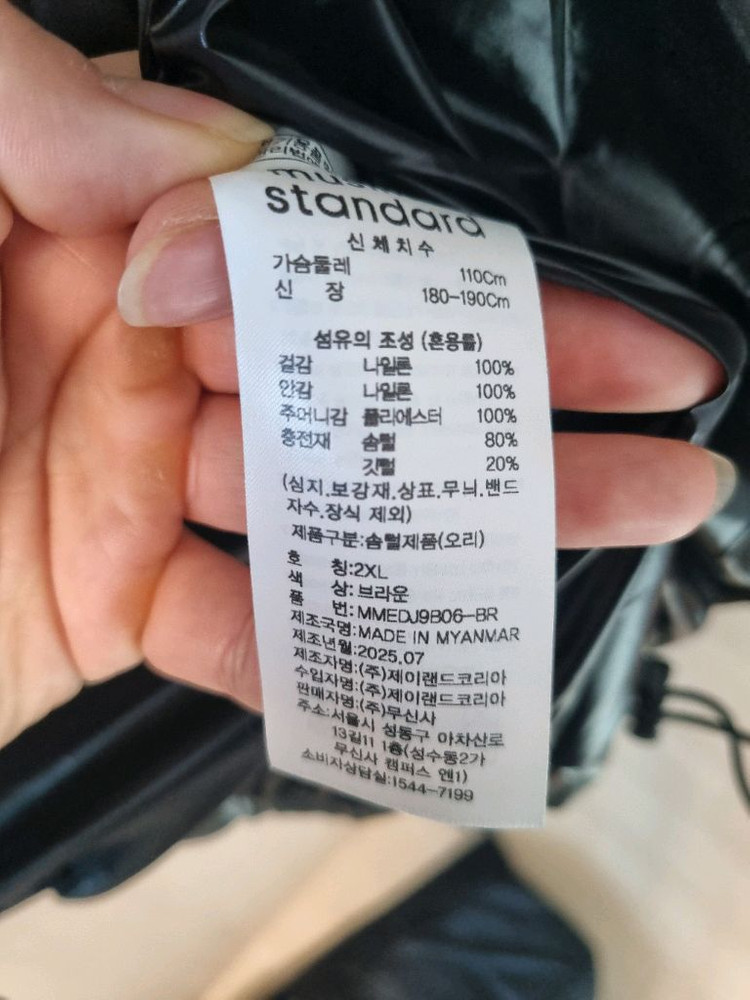 standard
신체치수
가슴둘레 110Cm
신 장 180-190Cm
섬유의 조성 (혼용률)
겉감 나일론 100%
안감 나일론 100%
주머니감 폴리에스터 100%
충전재 솜털 80%
깃털 20%
(심지.보강재.상표.무늬.밴드
자수.장식 제외)
제품구분:솜털제품(오리)
호 칭:2XL
색 상:브라운
품 번:MMEDJ9B06-BR
제조국명:MADE IN MYANMAR
제조년월:2025.07
제조자명:(주)제이랜드코리아
수입자명:(주)제이랜드코리아
판매자명:(주)무신사
주소:서울시 성동구 아차산로
13길11 1층(성수동2가
무신사 캠퍼스 엔1)
소비자상담실:1544-7199